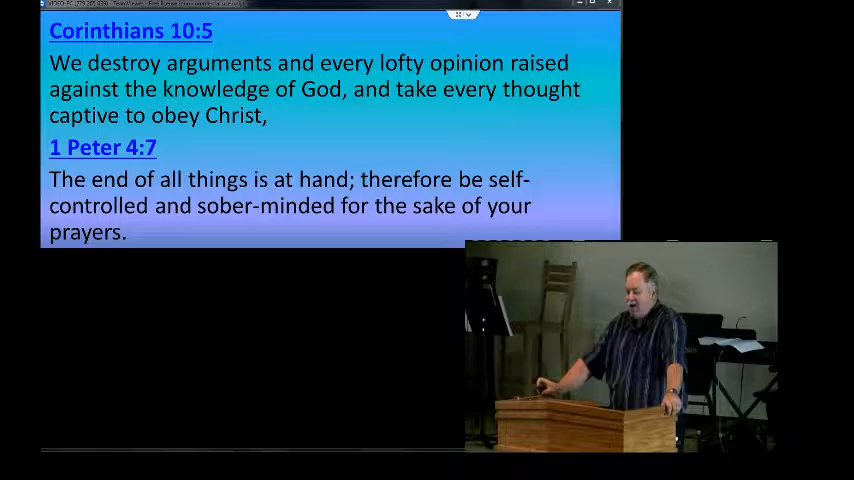 Corinthians 10:5
We destroy arguments and every lofty opinion raised
against the knowledge of God, and take every thought
captive to obey Christ,
1 Peter 4:7
The end of all things is at hand; therefore be self-
controlled and sober-minded for the sake of your
prayers.